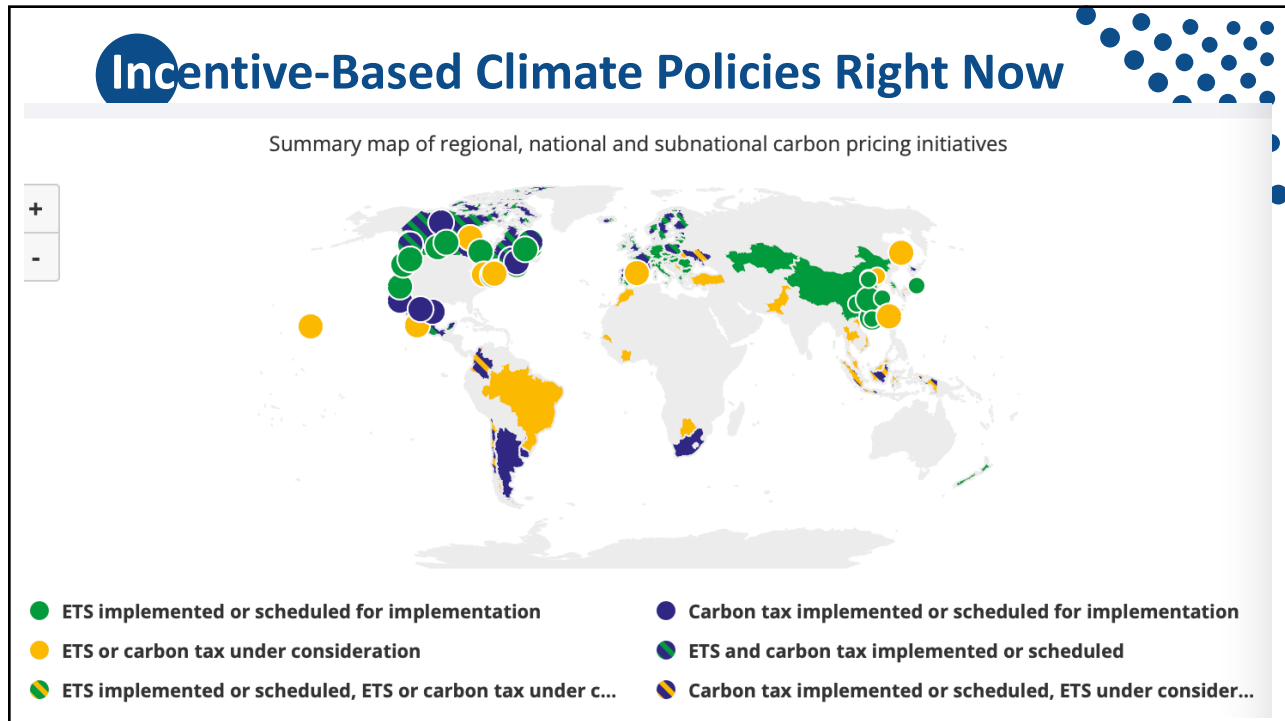 Incentive-Based Climate Policies Right Now
Summary map of regional, national and subnational carbon pricing initiatives
+
-
ETS implemented or scheduled for implementation
Carbon tax implemented or scheduled for implementation
ETS or carbon tax under consideration
ETS and carbon tax implemented or scheduled
ETS implemented or scheduled, ETS or carbon tax under c...
Carbon tax implemented or scheduled, ETS under consider...